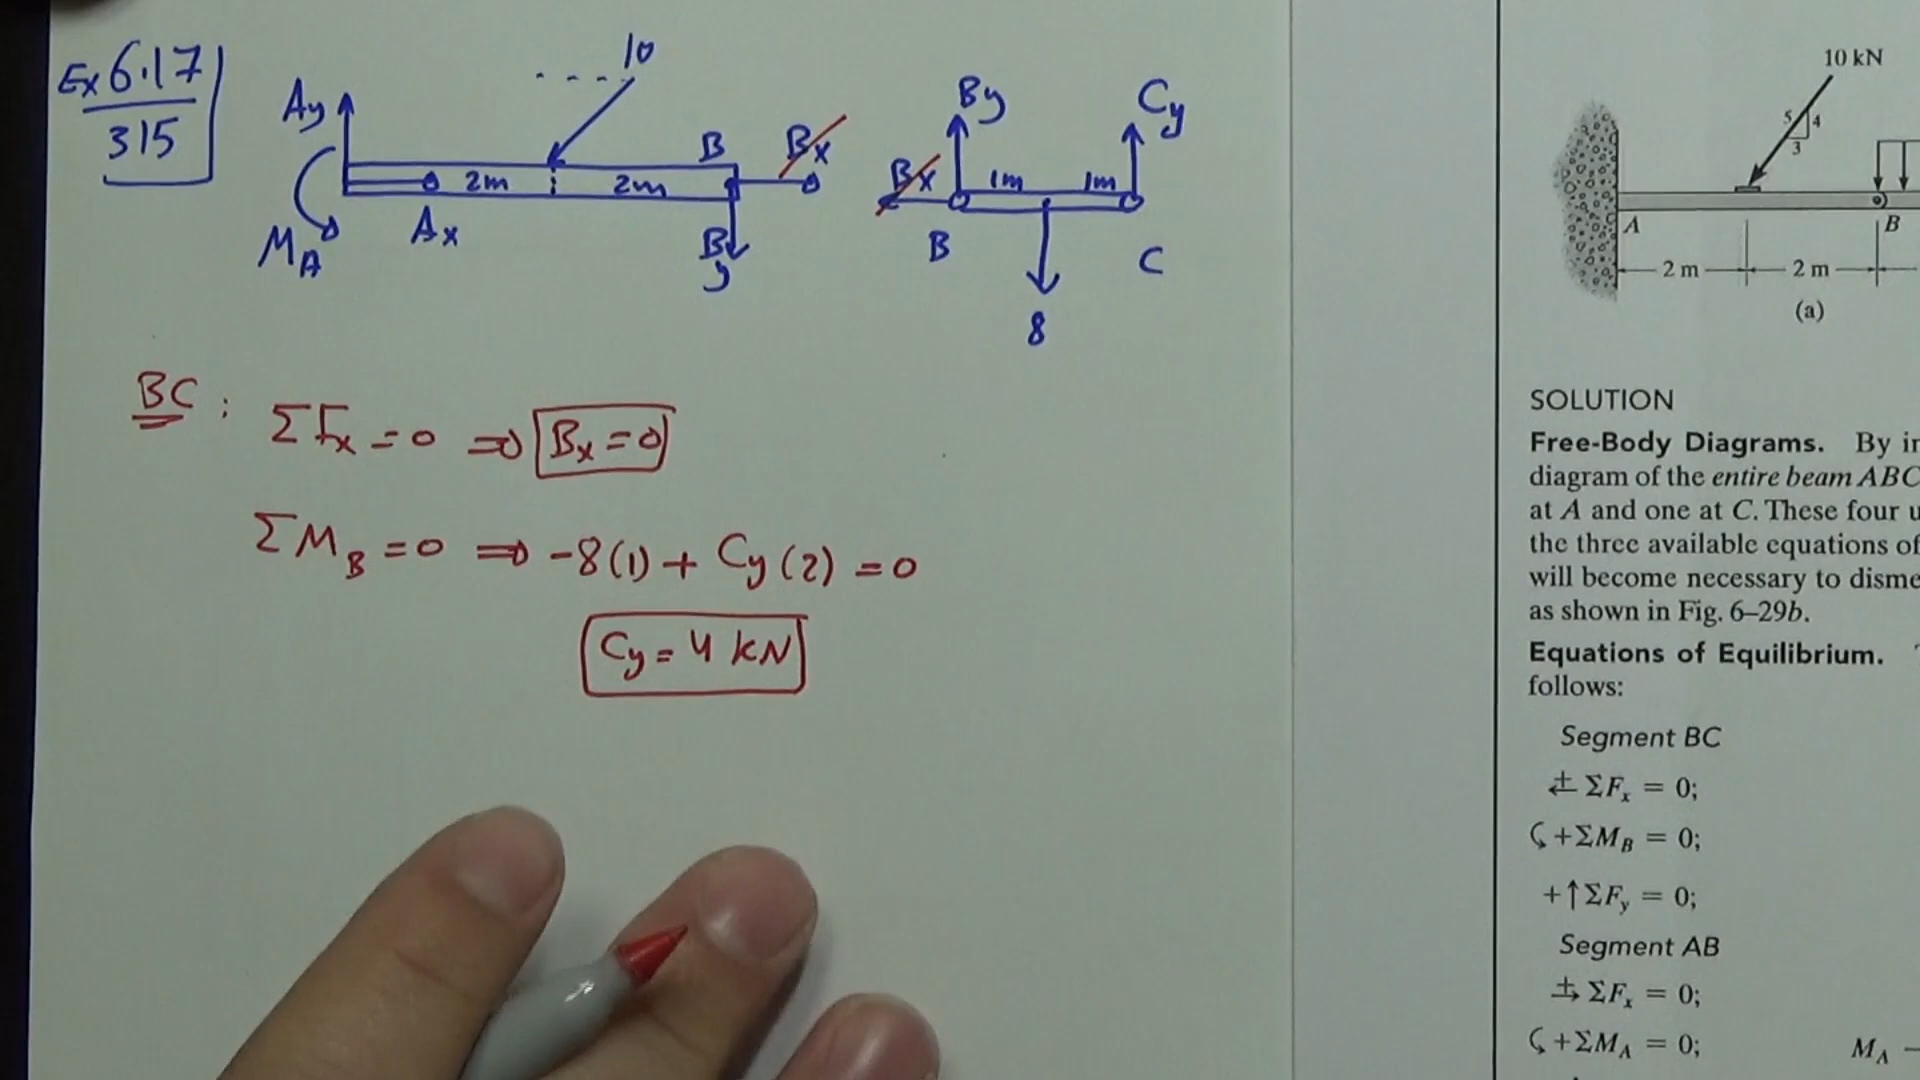 Ex 6.17
315
Ay
MA
Ax
2m
2m
10
B
Bx
By
By
Bx
1m
1m
Cy
B
C
8
BC : ΣFx = 0 ⇒ Bx = 0
ΣMB = 0 ⇒ -8(1) + Cy(2) = 0
Cy = 4 kN
10 kN
5
4
3
A
B
2 m
2 m
(a)
SOLUTION
Free-Body Diagrams. By in
diagram of the entire beam ABC
at A and one at C. These four u
the three available equations of
will become necessary to disme
as shown in Fig. 6–29b.
Equations of Equilibrium.
follows:
Segment BC
ΣFx = 0;
+ΣMB = 0;
+↑ΣFy = 0;
Segment AB
ΣFx = 0;
+ΣMA = 0; MA –